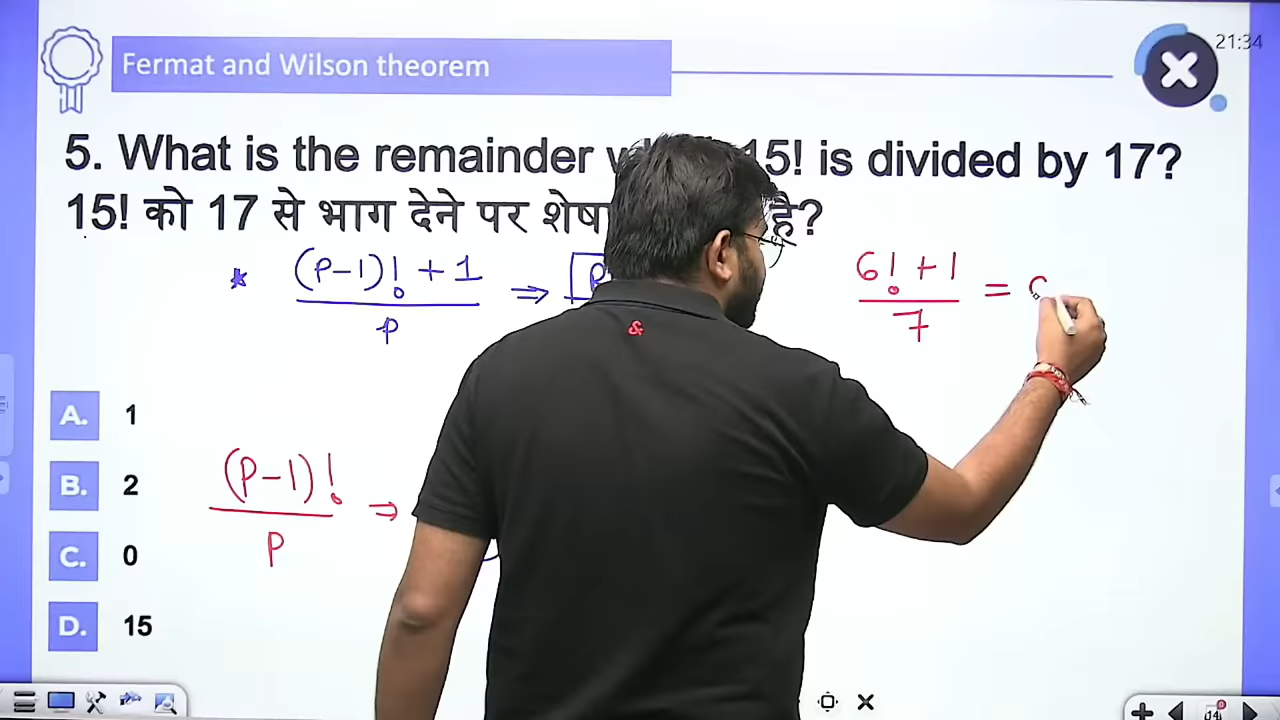 21:34
Fermat and Wilson theorem
5. What is the remainder 15! is divided by 17?
15! को 17 से भाग देने पर शेष है?
* (P-1)! + 1 / P ⇒
6! + 1 / 7 =
&
A. 1
B. 2
C. 0
D. 15
(P-1)! / P ⇒